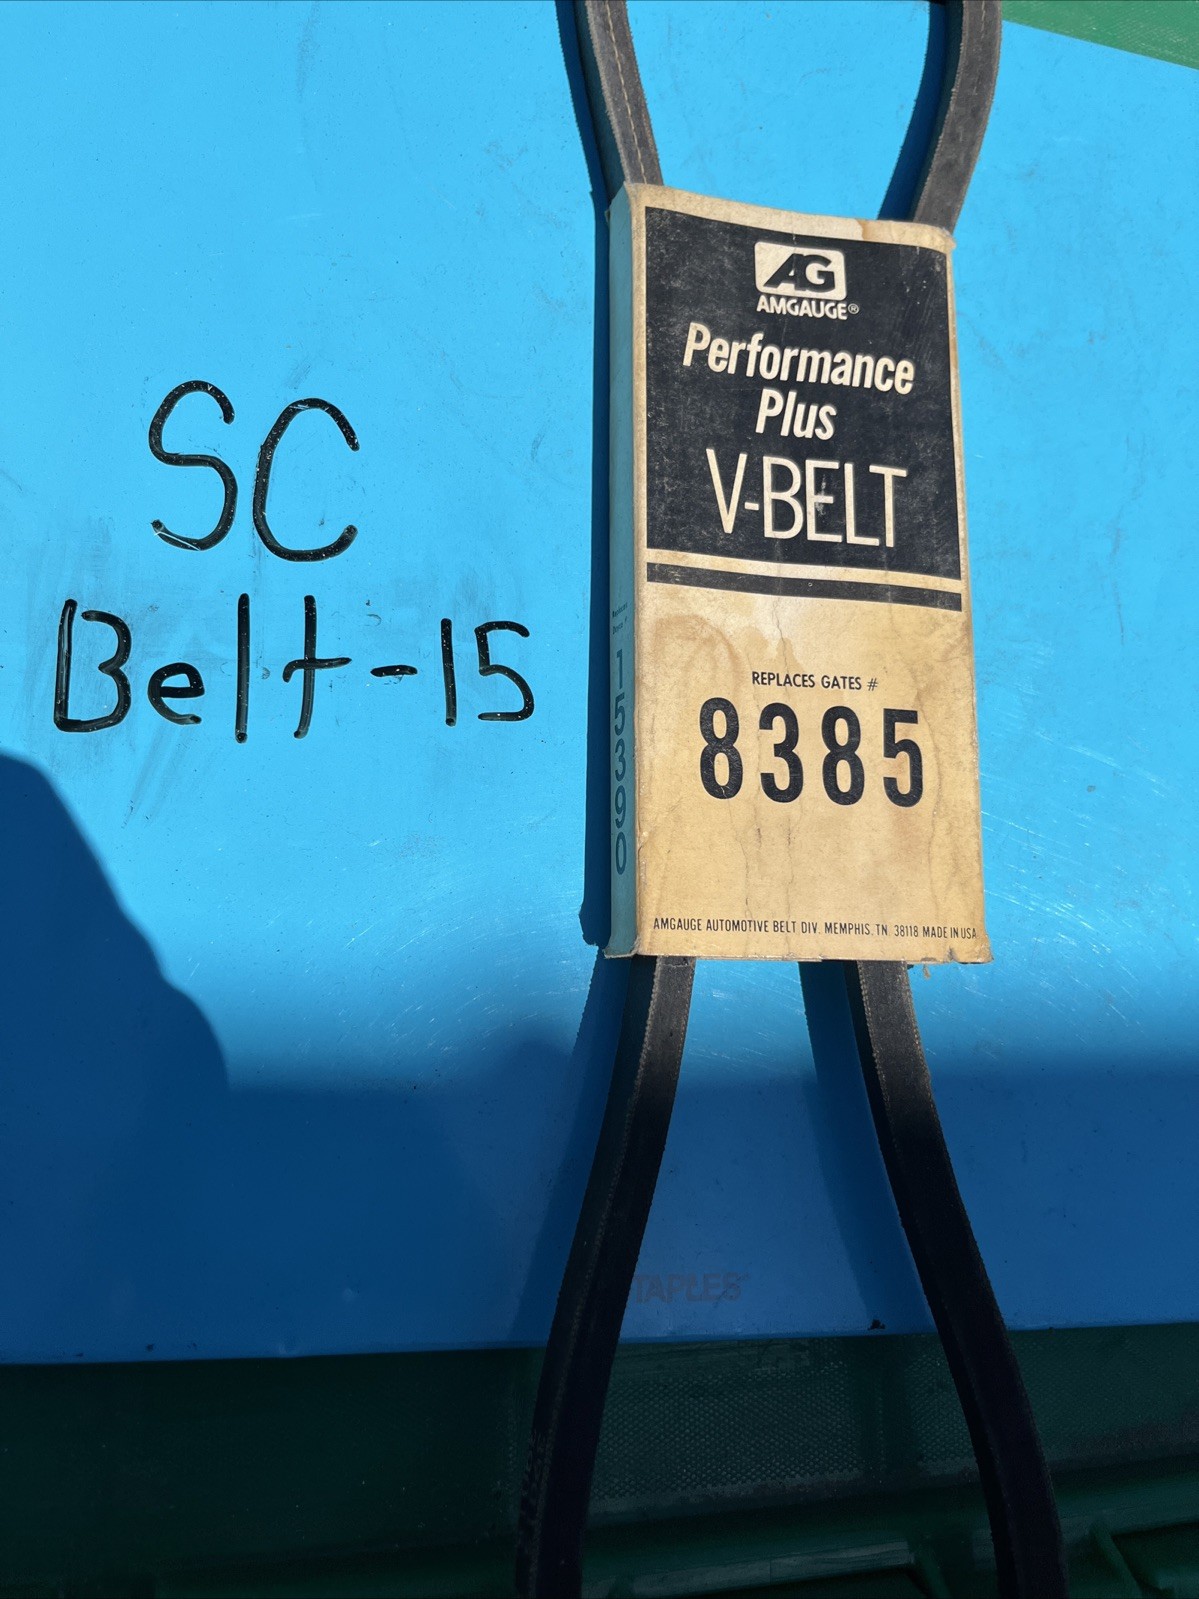 SC
Belt-15
AG
AMGAUGE®
Performance
Plus
V-BELT
REPLACES GATES #
8385
AMGAUGE AUTOMOTIVE BELT DIV. MEMPHIS, TN. 38118 MADE IN USA
15390
TAPLES